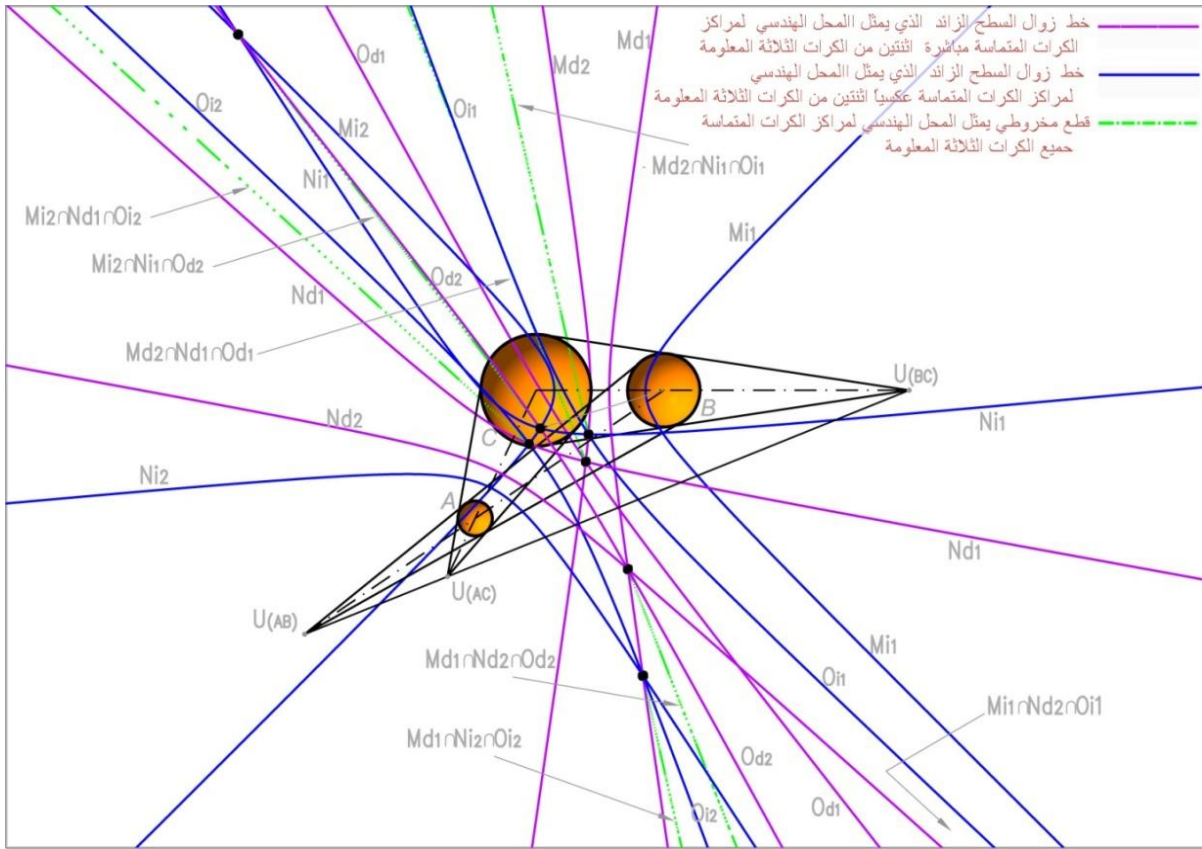 خط زوال السطح الزائد الذي يمثل االمحل الهندسي لمراكز
الكرات المتماسة مباشرة اثنتين من الكرات الثلاثة المعلومة
خط زوال السطح الزائد الذي يمثل االمحل الهندسي
لمراكز الكرات المتماسة عكسياً اثنتين من الكرات الثلاثة المعلومة
قطع مخروطي يمثل المحل الهندسي لمراكز الكرات المتماسة
جميع الكرات الثلاثة المعلومة
Md1
Md2
Od1
Oi1
Oi2
Mi2
Ni1
Md2∩Ni1∩Oi1
Mi2∩Nd1∩Oi2
Mi1
Mi2∩Ni1∩Od2
Od2
Nd1
Md2∩Nd1∩Od1
U(BC)
B
Ni1
Nd2
C
Ni2
A
Nd1
U(AC)
U(AB)
Mi1
Md1∩Nd2∩Od2
Oi1
Mi1∩Nd2∩Oi1
Md1∩Ni2∩Oi2
Od2
Od1
Oi2